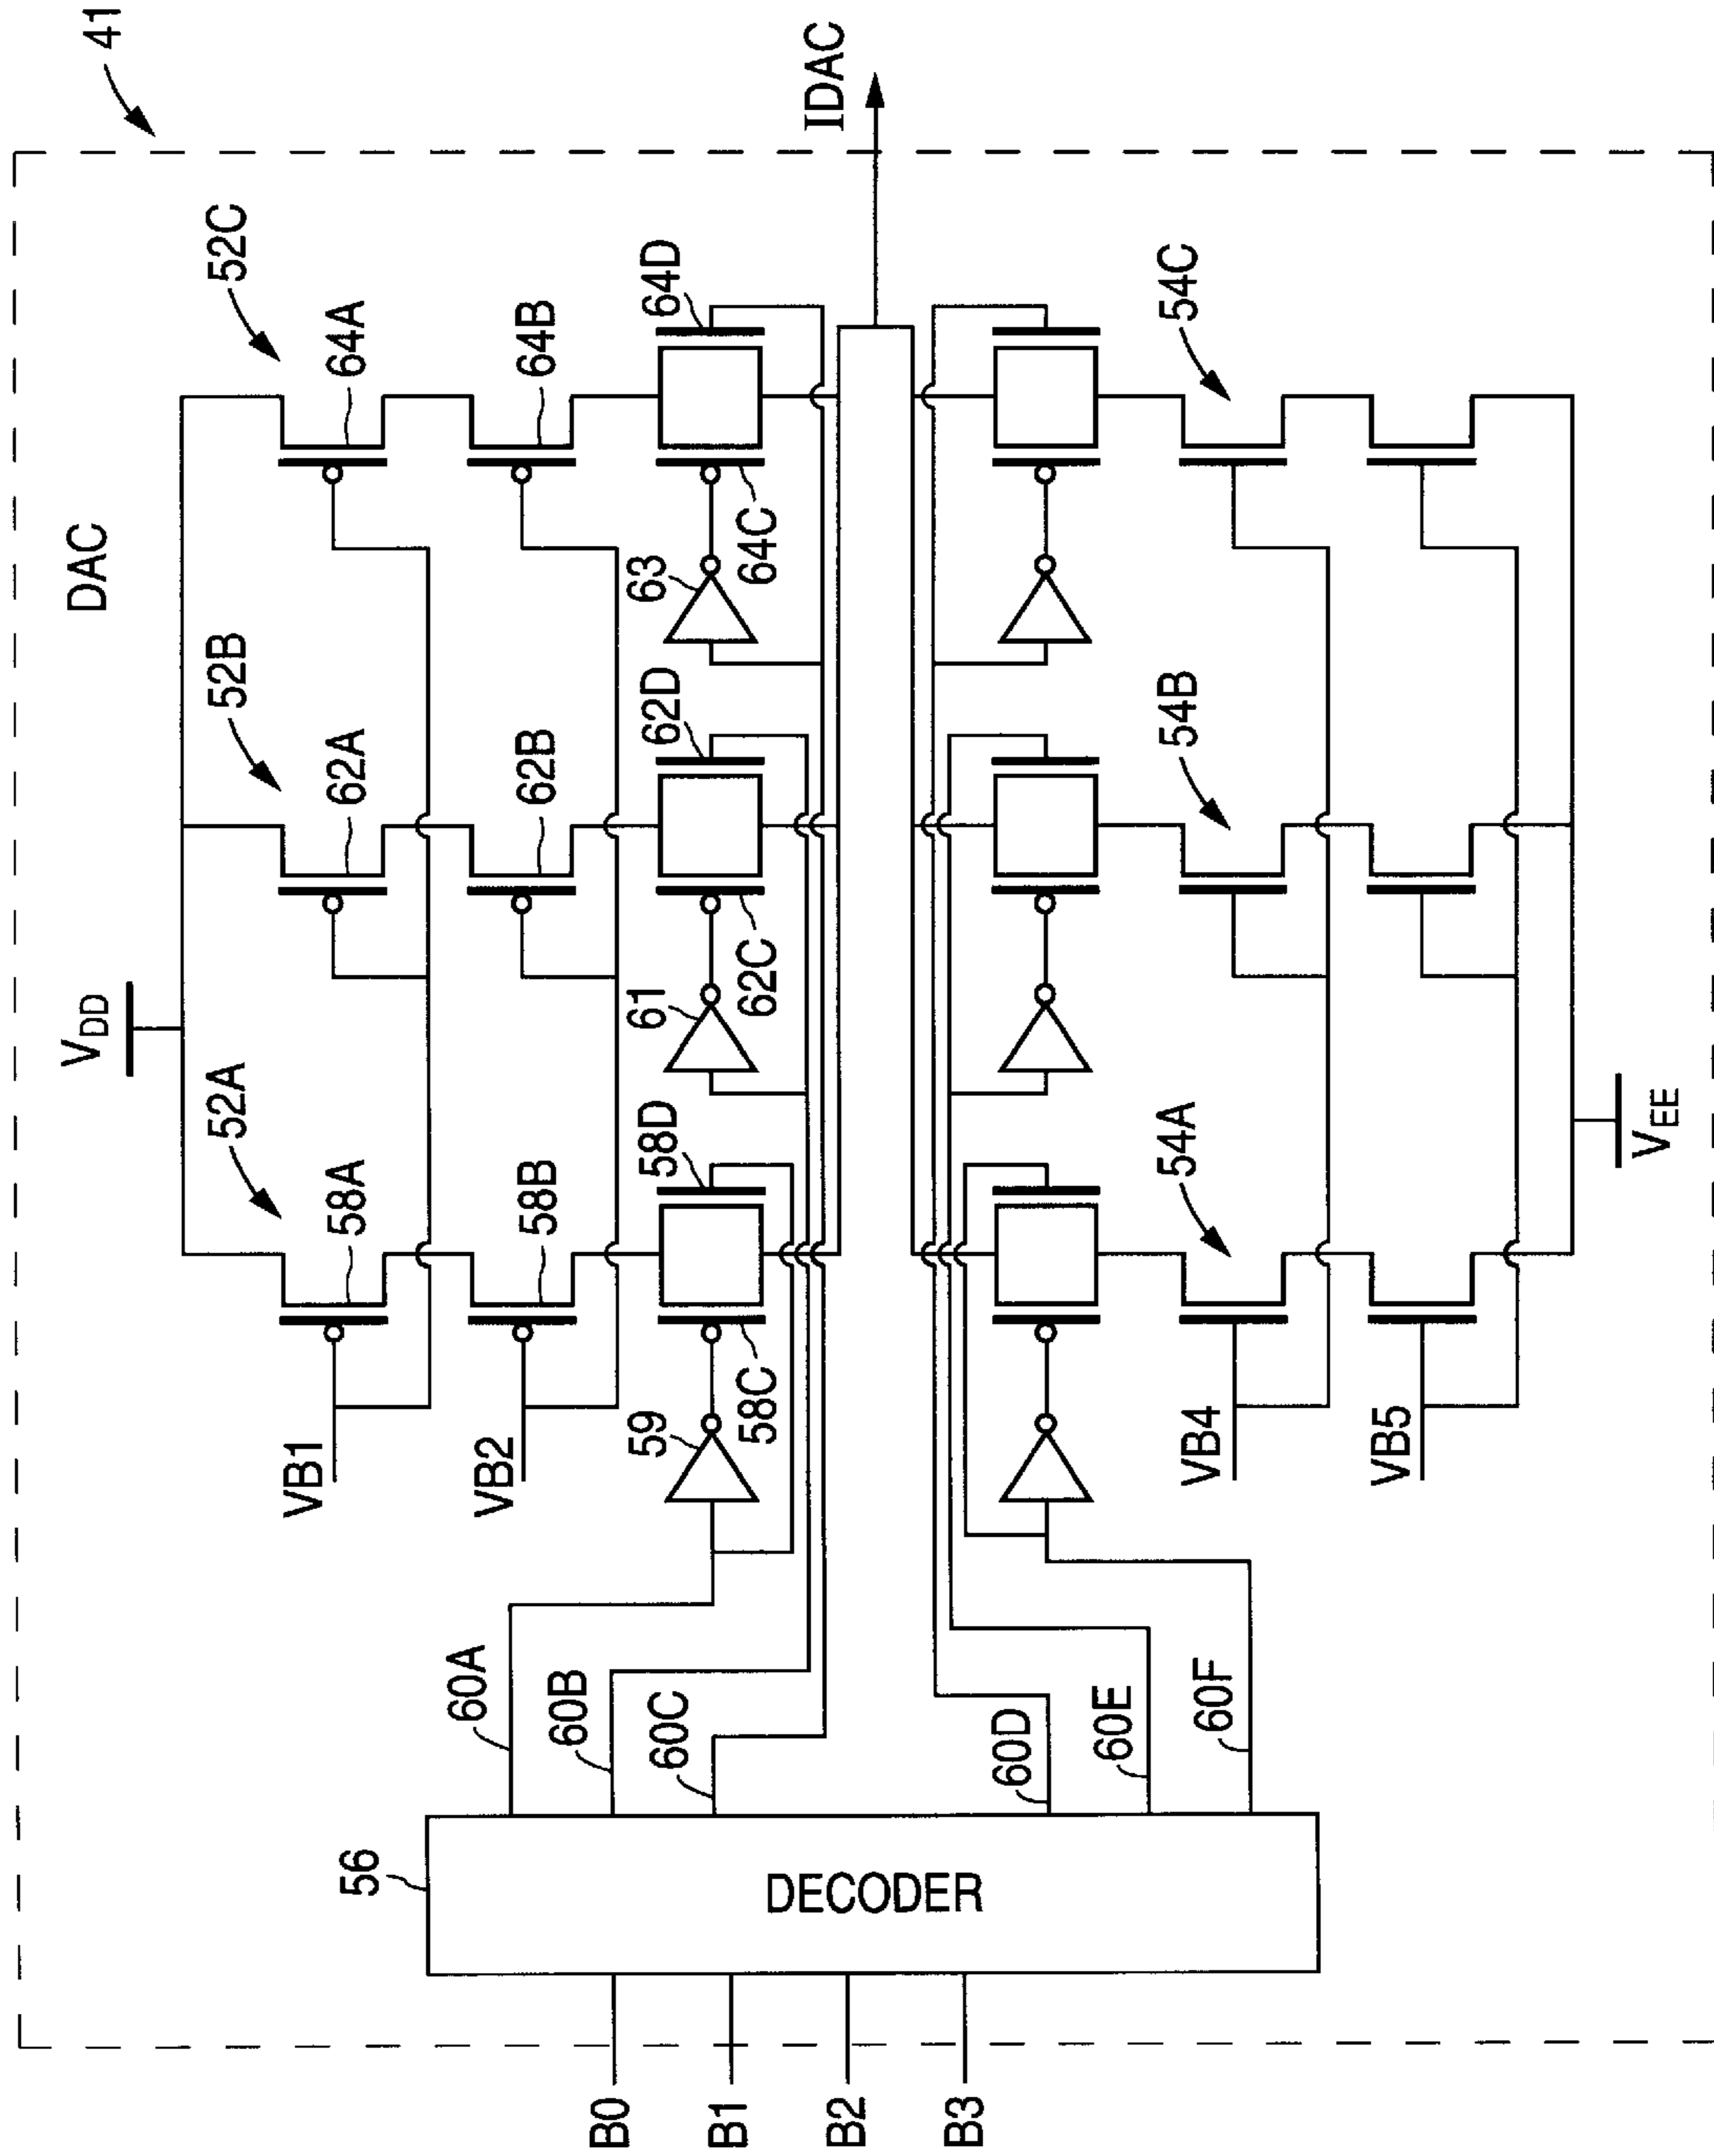 41
DAC
VDD
52A
52B
52C
58A
62A
64A
VB1
58B
62B
64B
VB2
58D
62D
64D
59
61
63
58C
62C
64C
60A
60B
60C
IDAC
56
DECODER
B0
B1
B2
B3
60D
60E
60F
54A
54B
54C
VB4
VB5
VEE